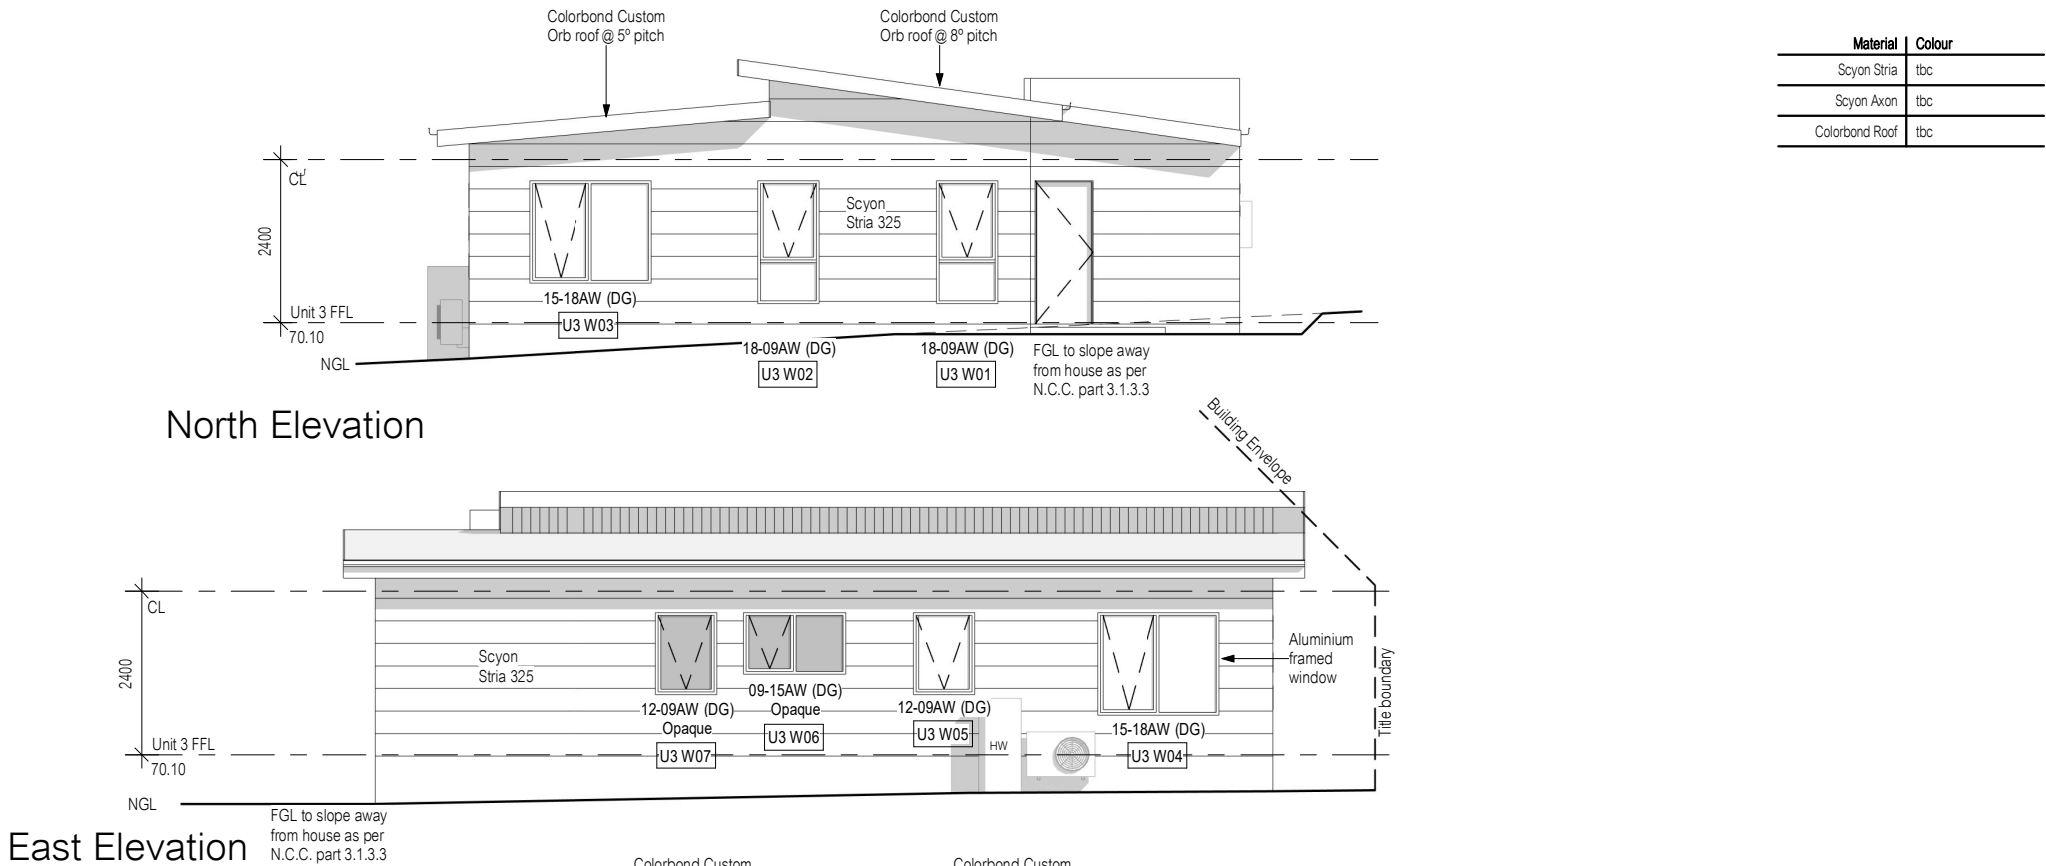 Colorbond Custom
Orb roof @ 5º pitch
Colorbond Custom
Orb roof @ 8º pitch
Material Colour
Scyon Stria tbc
Scyon Axon tbc
Colorbond Roof tbc
CL
2400
Scyon
Stria 325
Unit 3 FFL
70.10
NGL
15-18AW (DG)
U3 W03
18-09AW (DG)
U3 W02
18-09AW (DG)
U3 W01
FGL to slope away
from house as per
N.C.C. part 3.1.3.3
North Elevation
Building Envelope
CL
2400
Scyon
Stria 325
Aluminium
framed
window
Title boundary
12-09AW (DG)
Opaque
U3 W07
09-15AW (DG)
Opaque
U3 W06
12-09AW (DG)
U3 W05
HW
15-18AW (DG)
U3 W04
Unit 3 FFL
70.10
NGL
FGL to slope away
from house as per
N.C.C. part 3.1.3.3
East Elevation
Colorbond Custom
Colorbond Custom